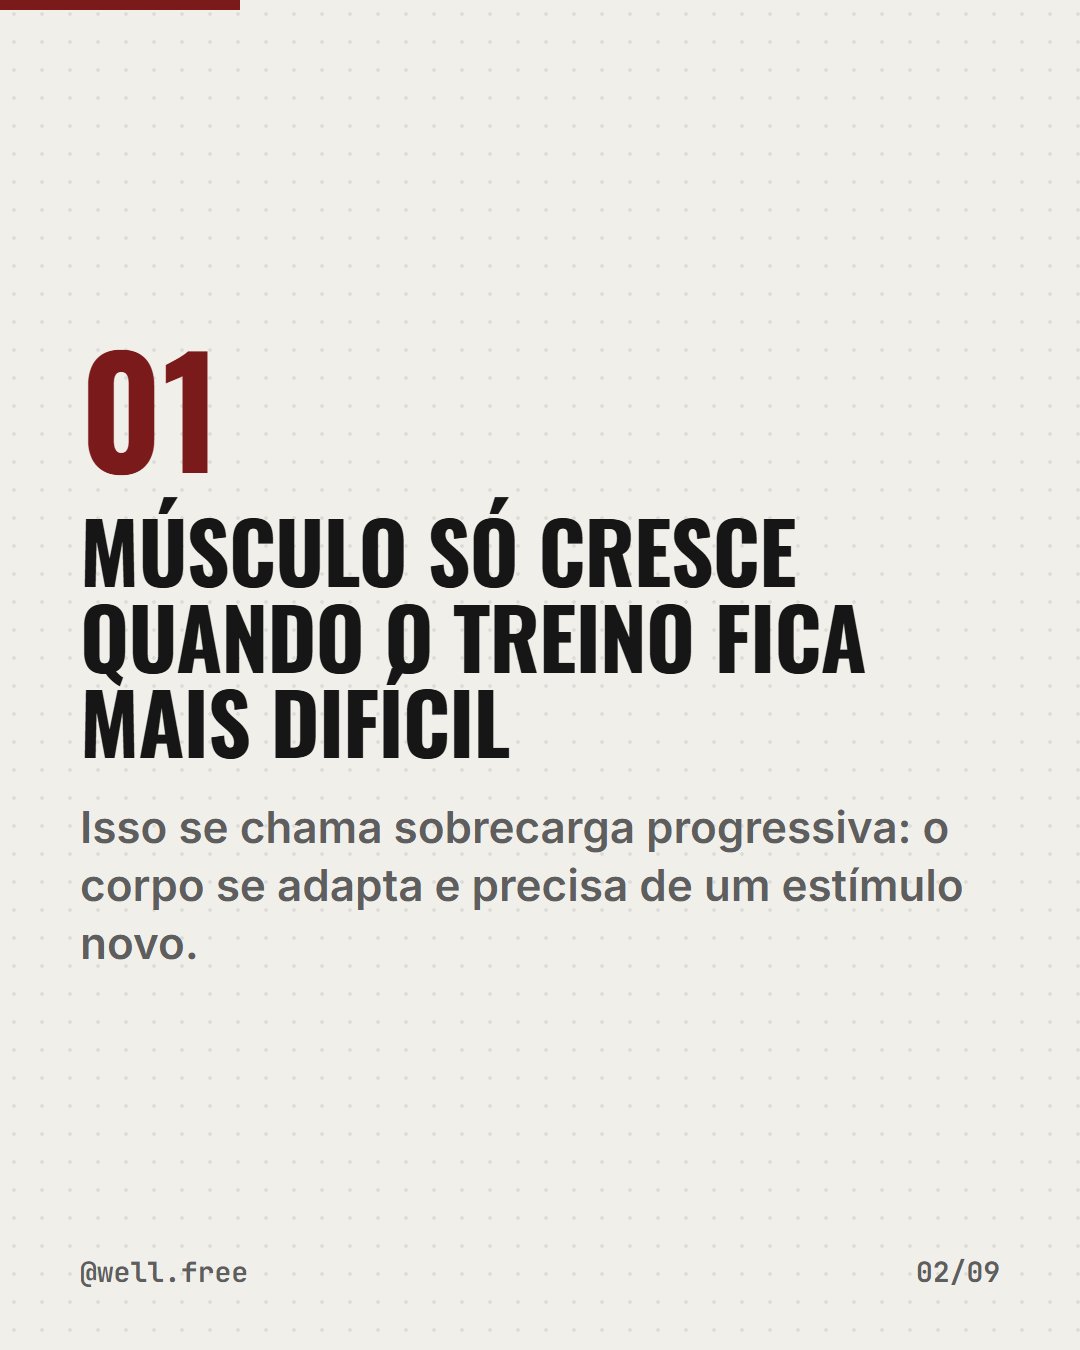 01
MÚSCULO SÓ CRESCE
QUANDO O TREINO FICA
MAIS DIFÍCIL
Isso se chama sobrecarga progressiva: o
corpo se adapta e precisa de um estímulo
novo.
@well.free
02/09